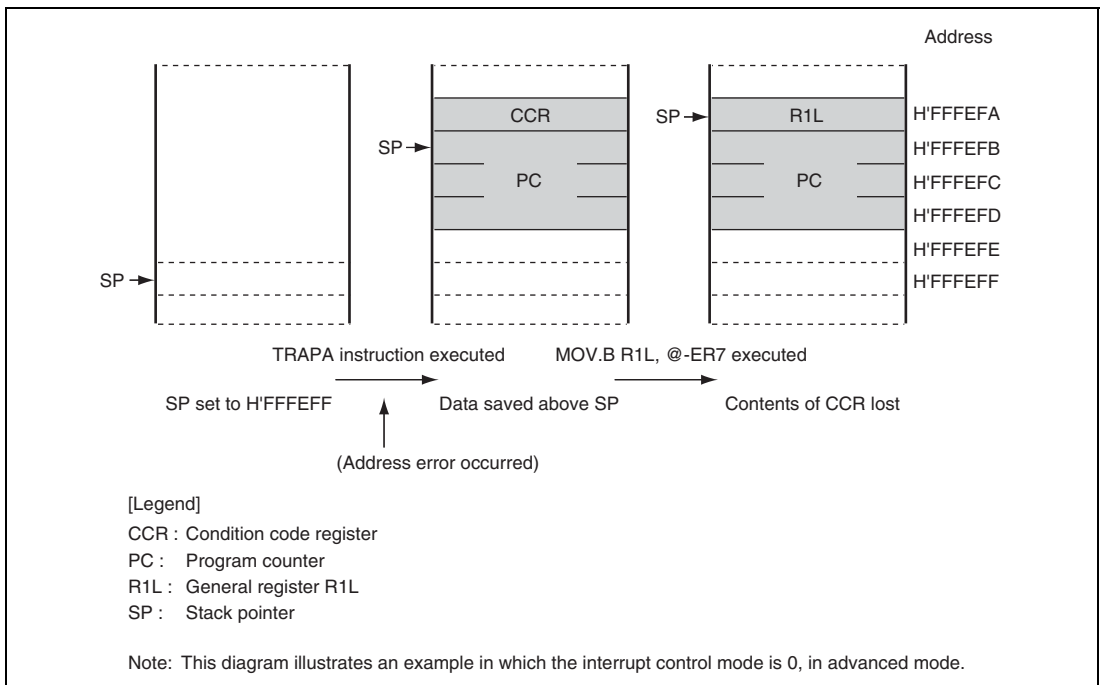 Address
CCR
SP
R1L
H'FFFEFA
SP
H'FFFEFB
PC
PC
H'FFFEFC
H'FFFEFD
H'FFFEFE
SP
H'FFFEFF
TRAPA instruction executed
MOV.B R1L, @-ER7 executed
SP set to H'FFFEFF
Data saved above SP
Contents of CCR lost
(Address error occurred)
[Legend]
CCR : Condition code register
PC : Program counter
R1L : General register R1L
SP : Stack pointer
Note: This diagram illustrates an example in which the interrupt control mode is 0, in advanced mode.